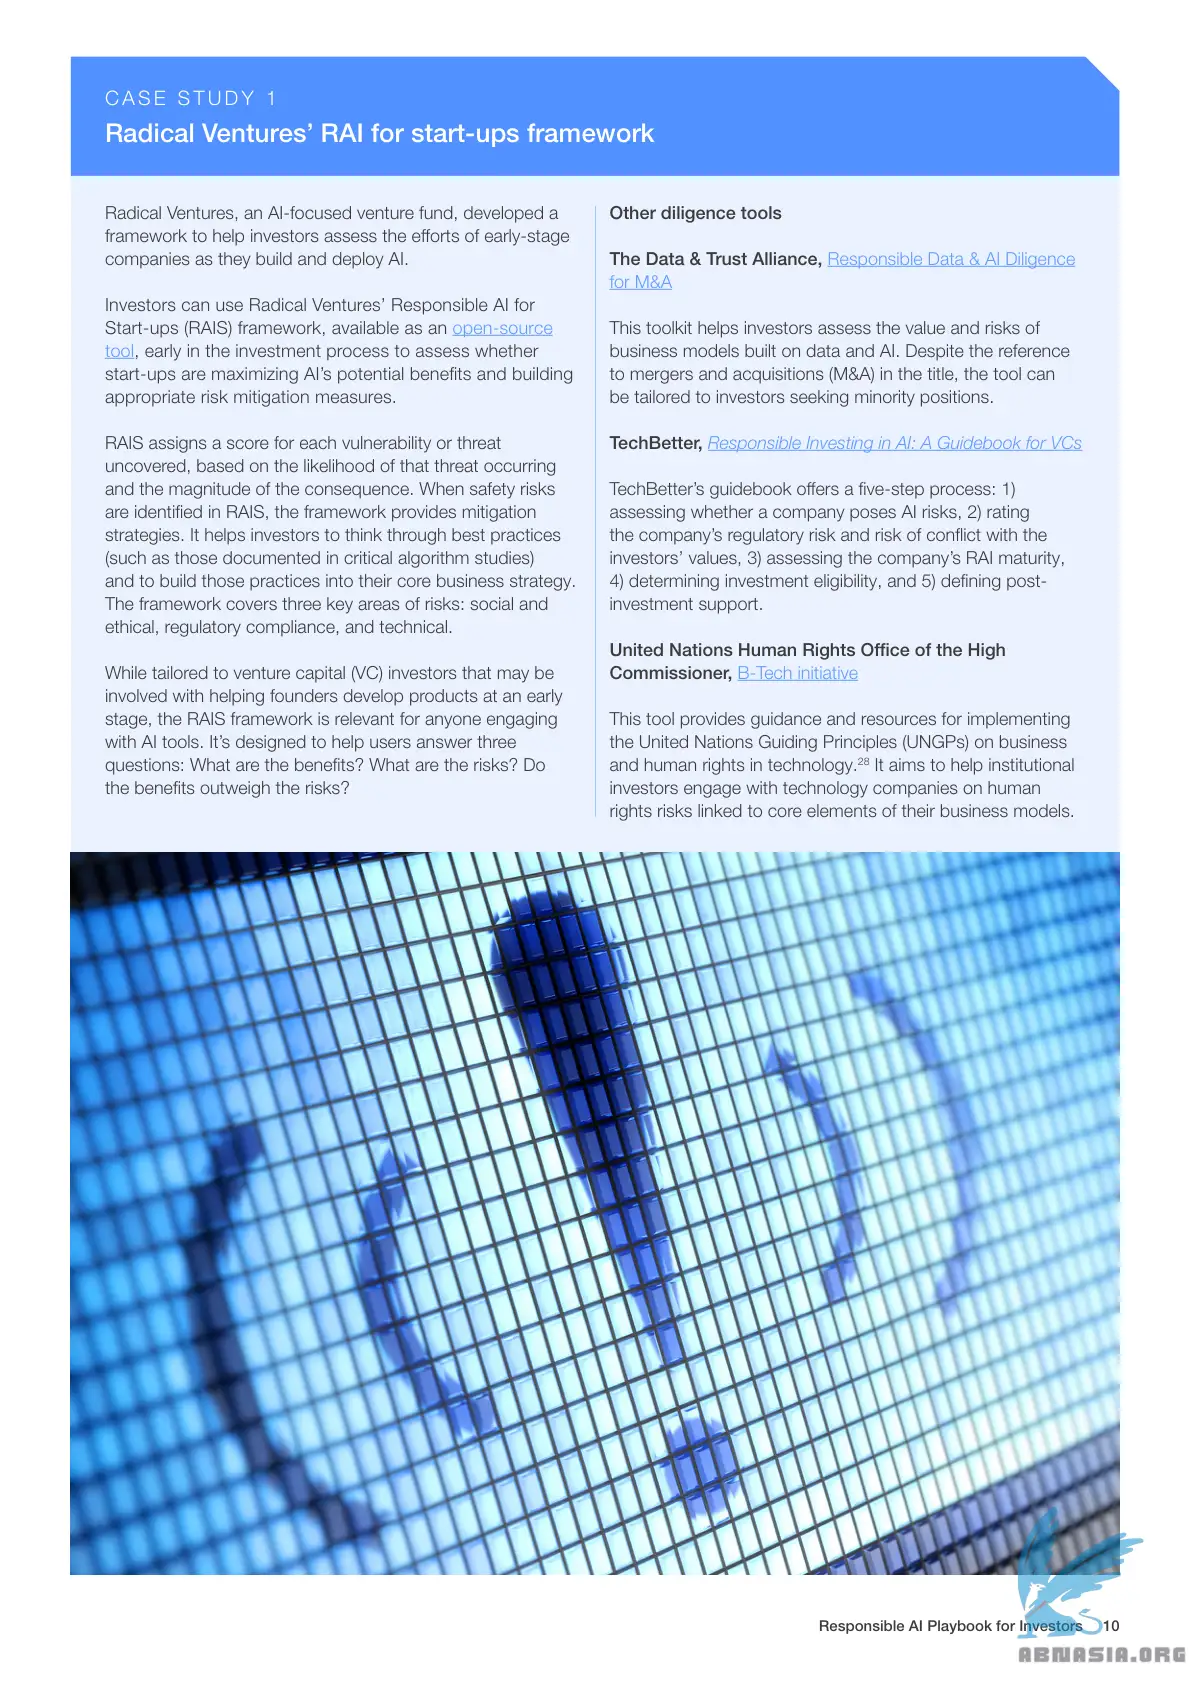 CASE STUDY 1
Radical Ventures’ RAI for start-ups framework
Radical Ventures, an AI-focused venture fund, developed a
framework to help investors assess the efforts of early-stage
companies as they build and deploy AI.
Investors can use Radical Ventures’ Responsible AI for
Start-ups (RAIS) framework, available as an open-source
tool, early in the investment process to assess whether
start-ups are maximizing AI’s potential benefits and building
appropriate risk mitigation measures.
RAIS assigns a score for each vulnerability or threat
uncovered, based on the likelihood of that threat occurring
and the magnitude of the consequence. When safety risks
are identified in RAIS, the framework provides mitigation
strategies. It helps investors to think through best practices
(such as those documented in critical algorithm studies)
and to build those practices into their core business strategy.
The framework covers three key areas of risks: social and
ethical, regulatory compliance, and technical.
While tailored to venture capital (VC) investors that may be
involved with helping founders develop products at an early
stage, the RAIS framework is relevant for anyone engaging
with AI tools. It’s designed to help users answer three
questions: What are the benefits? What are the risks? Do
the benefits outweigh the risks?
Other diligence tools
The Data & Trust Alliance, Responsible Data & AI Diligence
for M&A
This toolkit helps investors assess the value and risks of
business models built on data and AI. Despite the reference
to mergers and acquisitions (M&A) in the title, the tool can
be tailored to investors seeking minority positions.
TechBetter, Responsible Investing in AI: A Guidebook for VCs
TechBetter’s guidebook offers a five-step process: 1)
assessing whether a company poses AI risks, 2) rating
the company’s regulatory risk and risk of conflict with the
investors’ values, 3) assessing the company’s RAI maturity,
4) determining investment eligibility, and 5) defining post-
investment support.
United Nations Human Rights Office of the High
Commissioner, B-Tech initiative
This tool provides guidance and resources for implementing
the United Nations Guiding Principles (UNGPs) on business
and human rights in technology.28 It aims to help institutional
investors engage with technology companies on human
rights risks linked to core elements of their business models.
Responsible AI Playbook for Investors 10
ABNASIA.ORG